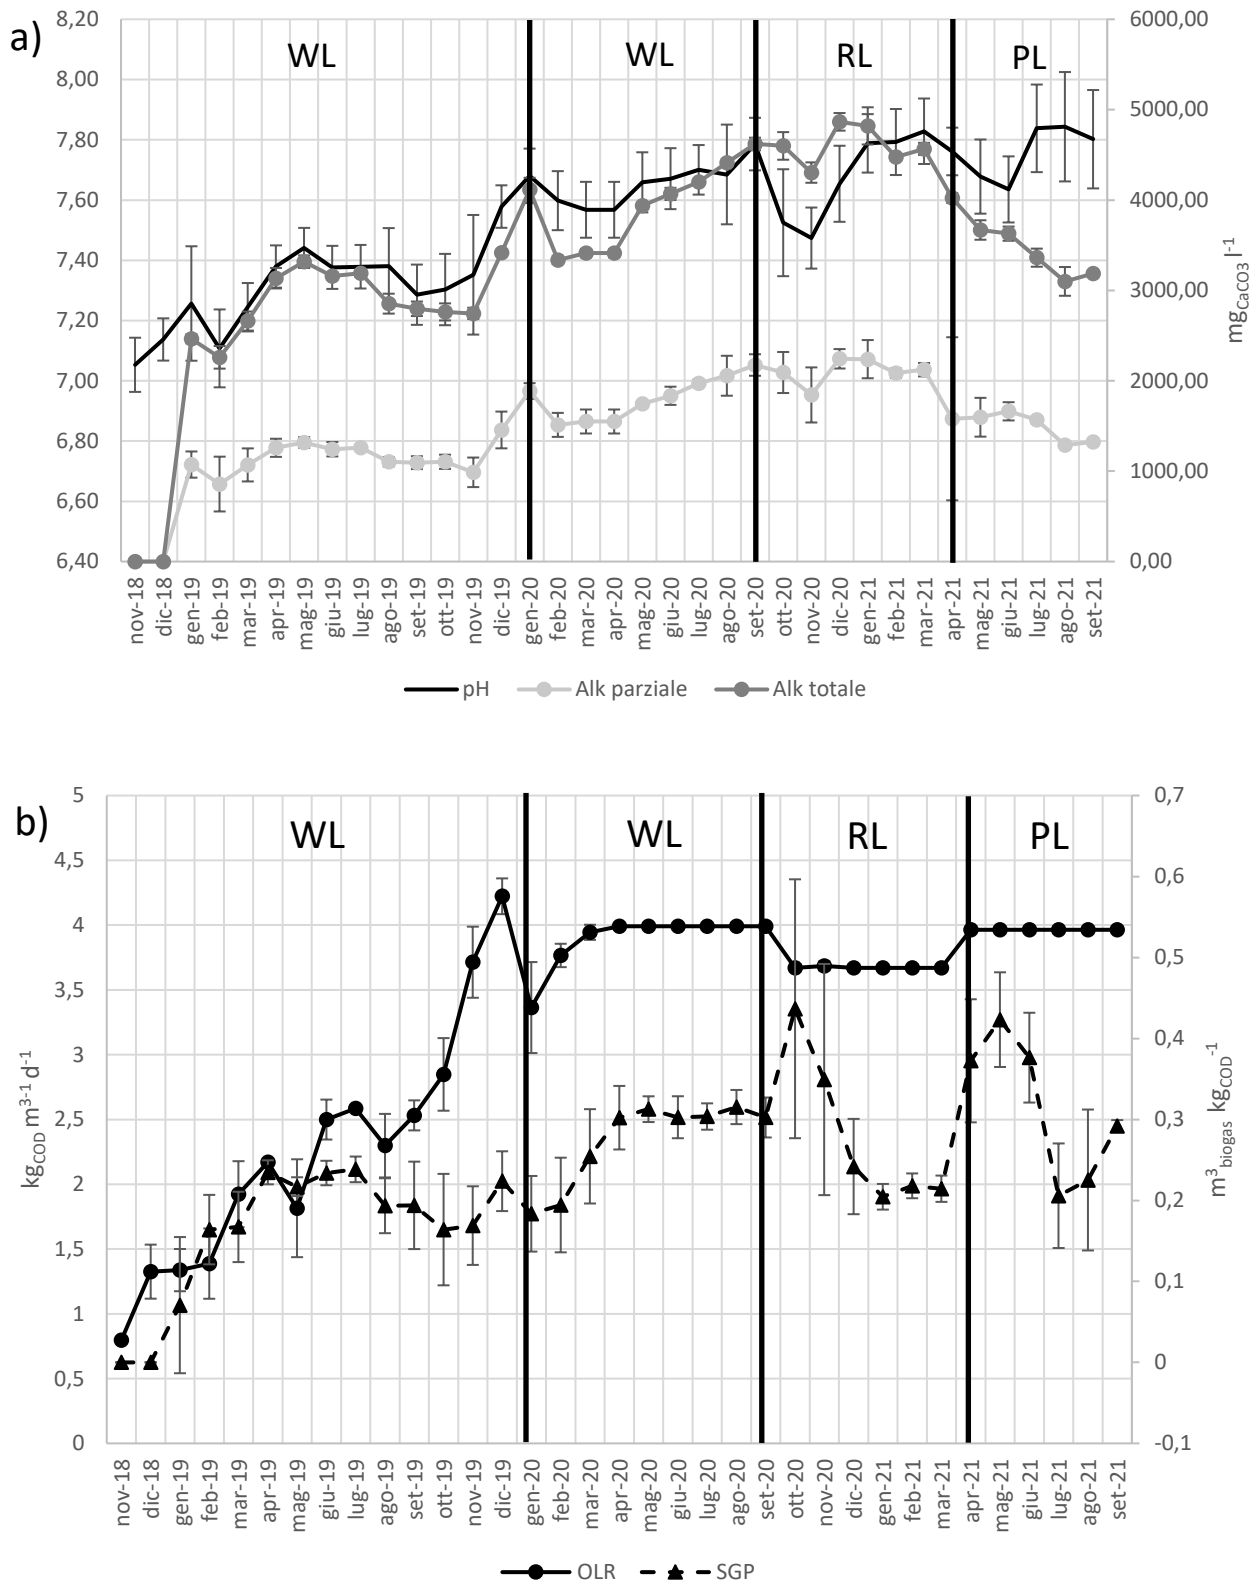 a)
WL WL RL PL
8,20
8,00
7,80
7,60
7,40
7,20
7,00
6,80
6,60
6,40
6000,00
5000,00
4000,00
3000,00
2000,00
1000,00
0,00
mgCaCO3 l-1
nov-18
dic-18
gen-19
feb-19
mar-19
apr-19
mag-19
giu-19
lug-19
ago-19
set-19
ott-19
nov-19
dic-19
gen-20
feb-20
mar-20
apr-20
mag-20
giu-20
lug-20
ago-20
set-20
ott-20
nov-20
dic-20
gen-21
feb-21
mar-21
apr-21
mag-21
giu-21
lug-21
ago-21
set-21
pH Alk parziale Alk totale
b)
WL WL RL PL
5
4,5
4
3,5
3
2,5
2
1,5
1
0,5
0
kgCOD m3-1 d-1
0,7
0,6
0,5
0,4
0,3
0,2
0,1
0
-0,1
m3biogas kgCOD-1
nov-18
dic-18
gen-19
feb-19
mar-19
apr-19
mag-19
giu-19
lug-19
ago-19
set-19
ott-19
nov-19
dic-19
gen-20
feb-20
mar-20
apr-20
mag-20
giu-20
lug-20
ago-20
set-20
ott-20
nov-20
dic-20
gen-21
feb-21
mar-21
apr-21
mag-21
giu-21
lug-21
ago-21
set-21
OLR SGP